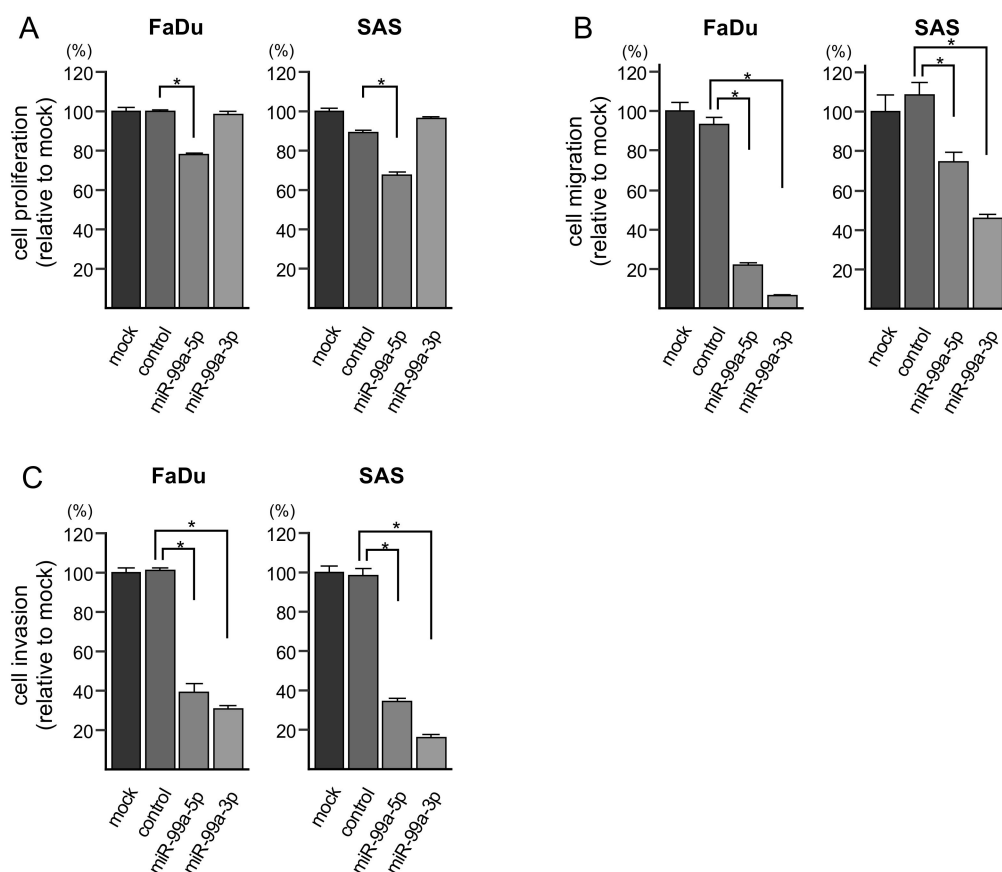 A
FaDu
SAS
(%)
(%)
cell proliferation
(relative to mock)
120
100
80
60
40
20
*
mock
control
miR-99a-5p
miR-99a-3p
120
100
80
60
40
20
*
mock
control
miR-99a-5p
miR-99a-3p
B
FaDu
SAS
(%)
(%)
cell migration
(relative to mock)
120
100
80
60
40
20
*
*
mock
control
miR-99a-5p
miR-99a-3p
120
100
80
60
40
20
*
*
mock
control
miR-99a-5p
miR-99a-3p
C
FaDu
SAS
(%)
(%)
cell invasion
(relative to mock)
120
100
80
60
40
20
*
*
mock
control
miR-99a-5p
miR-99a-3p
120
100
80
60
40
20
*
*
mock
control
miR-99a-5p
miR-99a-3p